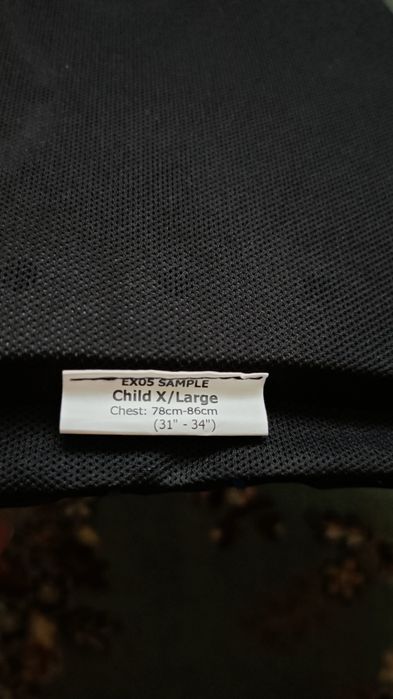 EX05 SAMPLE
Child X/Large
Chest: 78cm-86cm
(31" - 34")